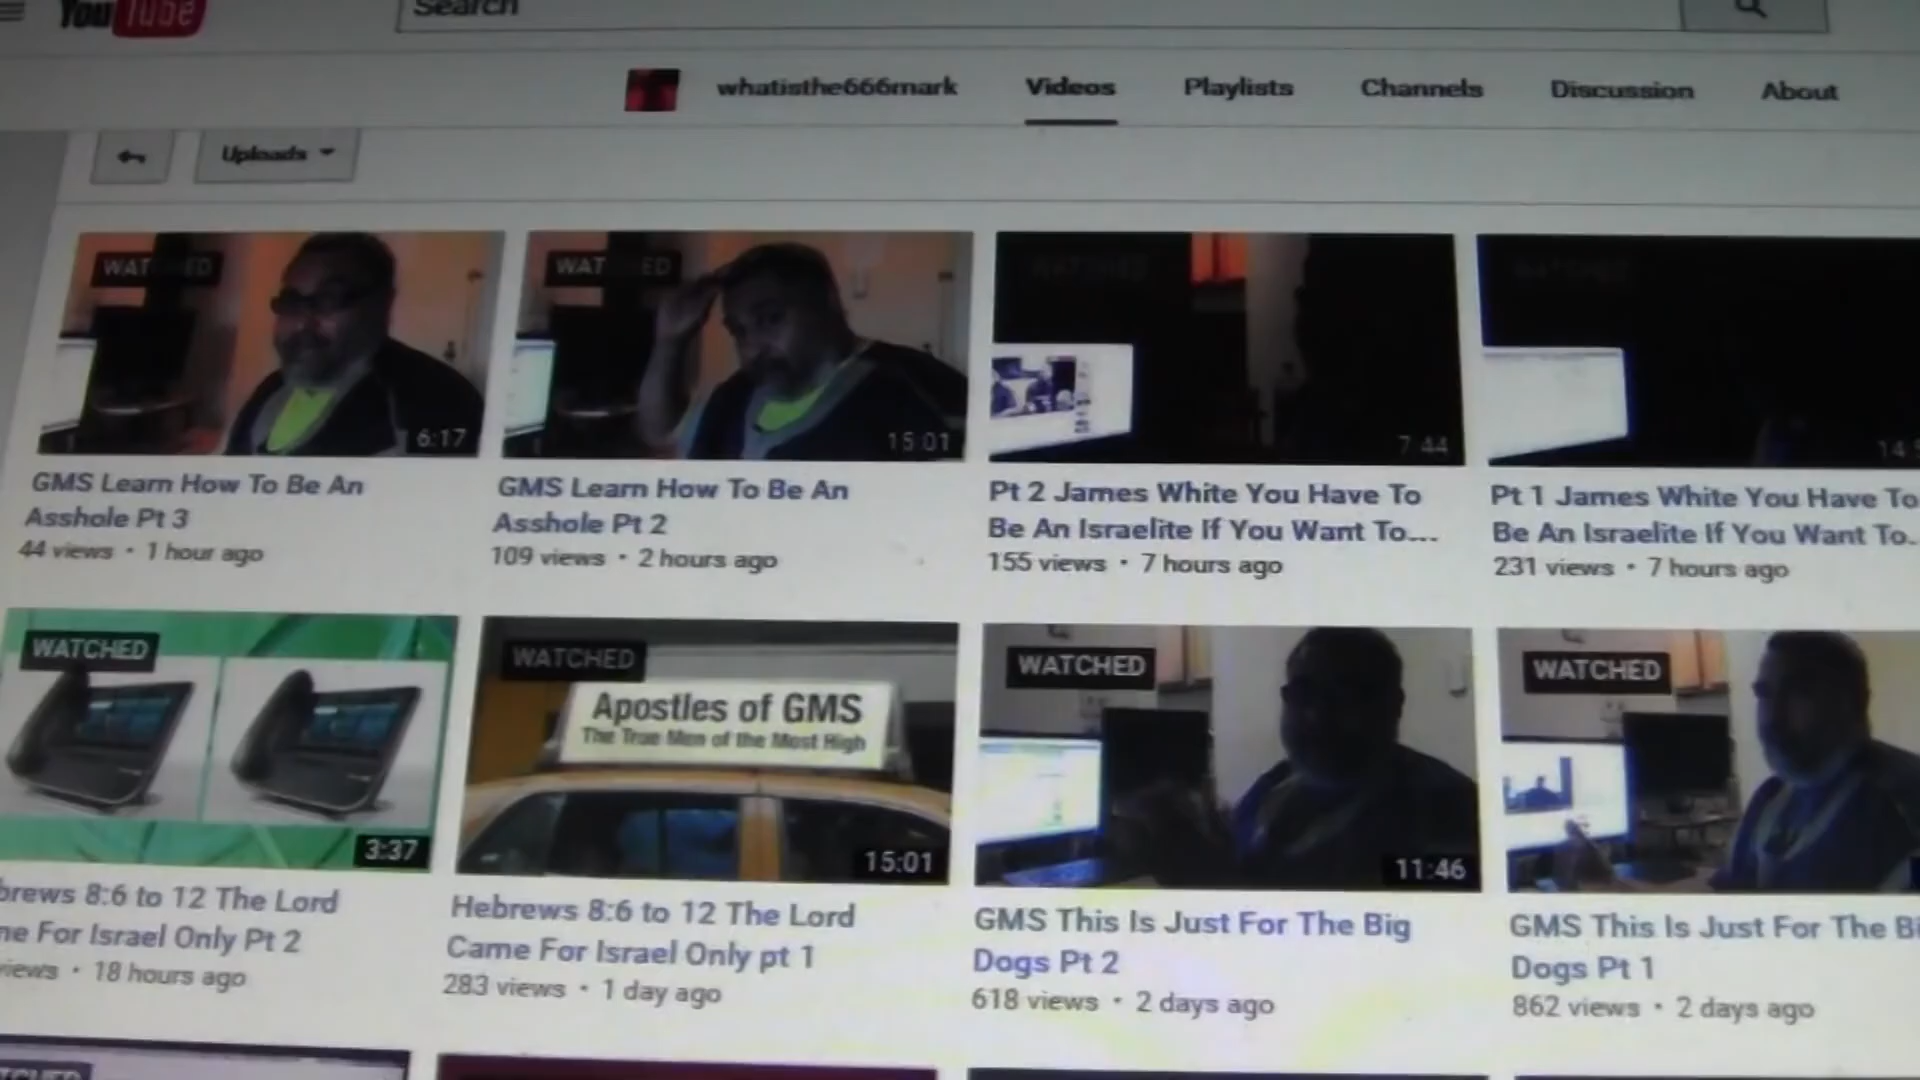 YouTube
Search
whatisthe666mark Videos Playlists Channels Discussion About
Uploads
WATCHED
6:17
WATCHED
15:01
WATCHED
7:44
WATCHED
GMS Learn How To Be An
Asshole Pt 3
44 views • 1 hour ago
GMS Learn How To Be An
Asshole Pt 2
109 views • 2 hours ago
Pt 2 James White You Have To
Be An Israelite If You Want To...
155 views • 7 hours ago
Pt 1 James White You Have To
Be An Israelite If You Want To..
231 views • 7 hours ago
WATCHED
3:37
WATCHED
Apostles of GMS
The True Men of the Most High
15:01
WATCHED
11:46
WATCHED
brews 8:6 to 12 The Lord
ne For Israel Only Pt 2
views • 18 hours ago
Hebrews 8:6 to 12 The Lord
Came For Israel Only pt 1
283 views • 1 day ago
GMS This Is Just For The Big
Dogs Pt 2
618 views • 2 days ago
GMS This Is Just For The Bi
Dogs Pt 1
862 views • 2 days ago